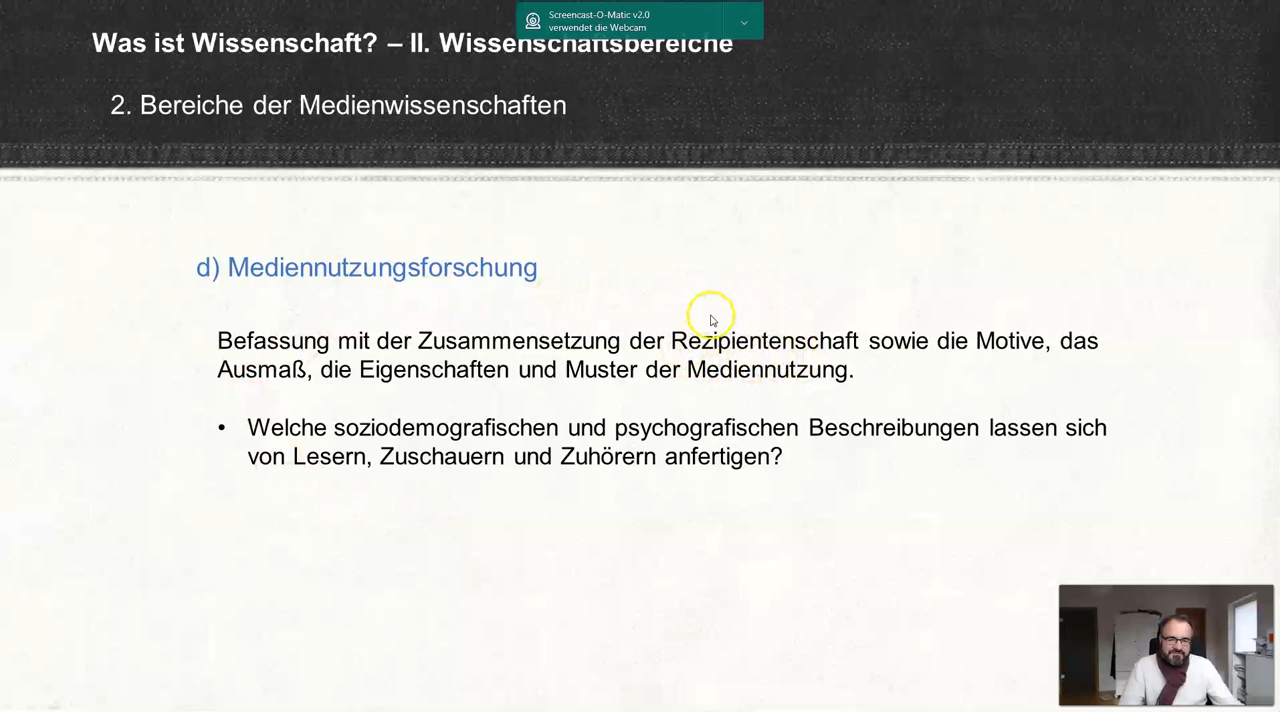 Screencast-O-Matic v2.0
verwendet die Webcam
Was ist Wissenschaft? – II. Wissenschaftsbereiche
2. Bereiche der Medienwissenschaften
d) Mediennutzungsforschung
Befassung mit der Zusammensetzung der Rezipientenschaft sowie die Motive, das
Ausmaß, die Eigenschaften und Muster der Mediennutzung.
• Welche soziodemografischen und psychografischen Beschreibungen lassen sich
von Lesern, Zuschauern und Zuhörern anfertigen?